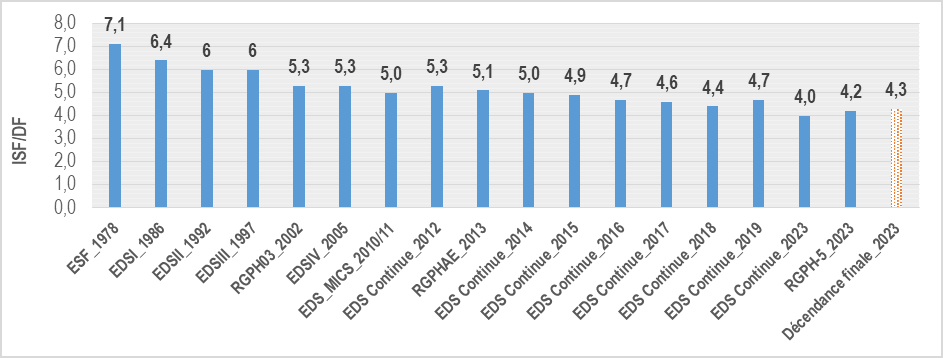 8,0
7,0
6,0
5,0
4,0
3,0
2,0
1,0
0,0
ISF/DF
7,1
6,4
6
6
5,3
5,3
5,0
5,3
5,1
5,0
4,9
4,7
4,6
4,4
4,7
4,0
4,2
4,3
ESF_1978
EDSI_1986
EDSII_1992
EDSIII_1997
RGPH03_2002
EDSIV_2005
EDS_MICS_2010/11
EDS Continue_2012
RGPHAE_2013
EDS Continue_2014
EDS Continue_2015
EDS Continue_2016
EDS Continue_2017
EDS Continue_2018
EDS Continue_2019
EDS Continue_2023
RGPH-5_2023
Décendance finale_2023